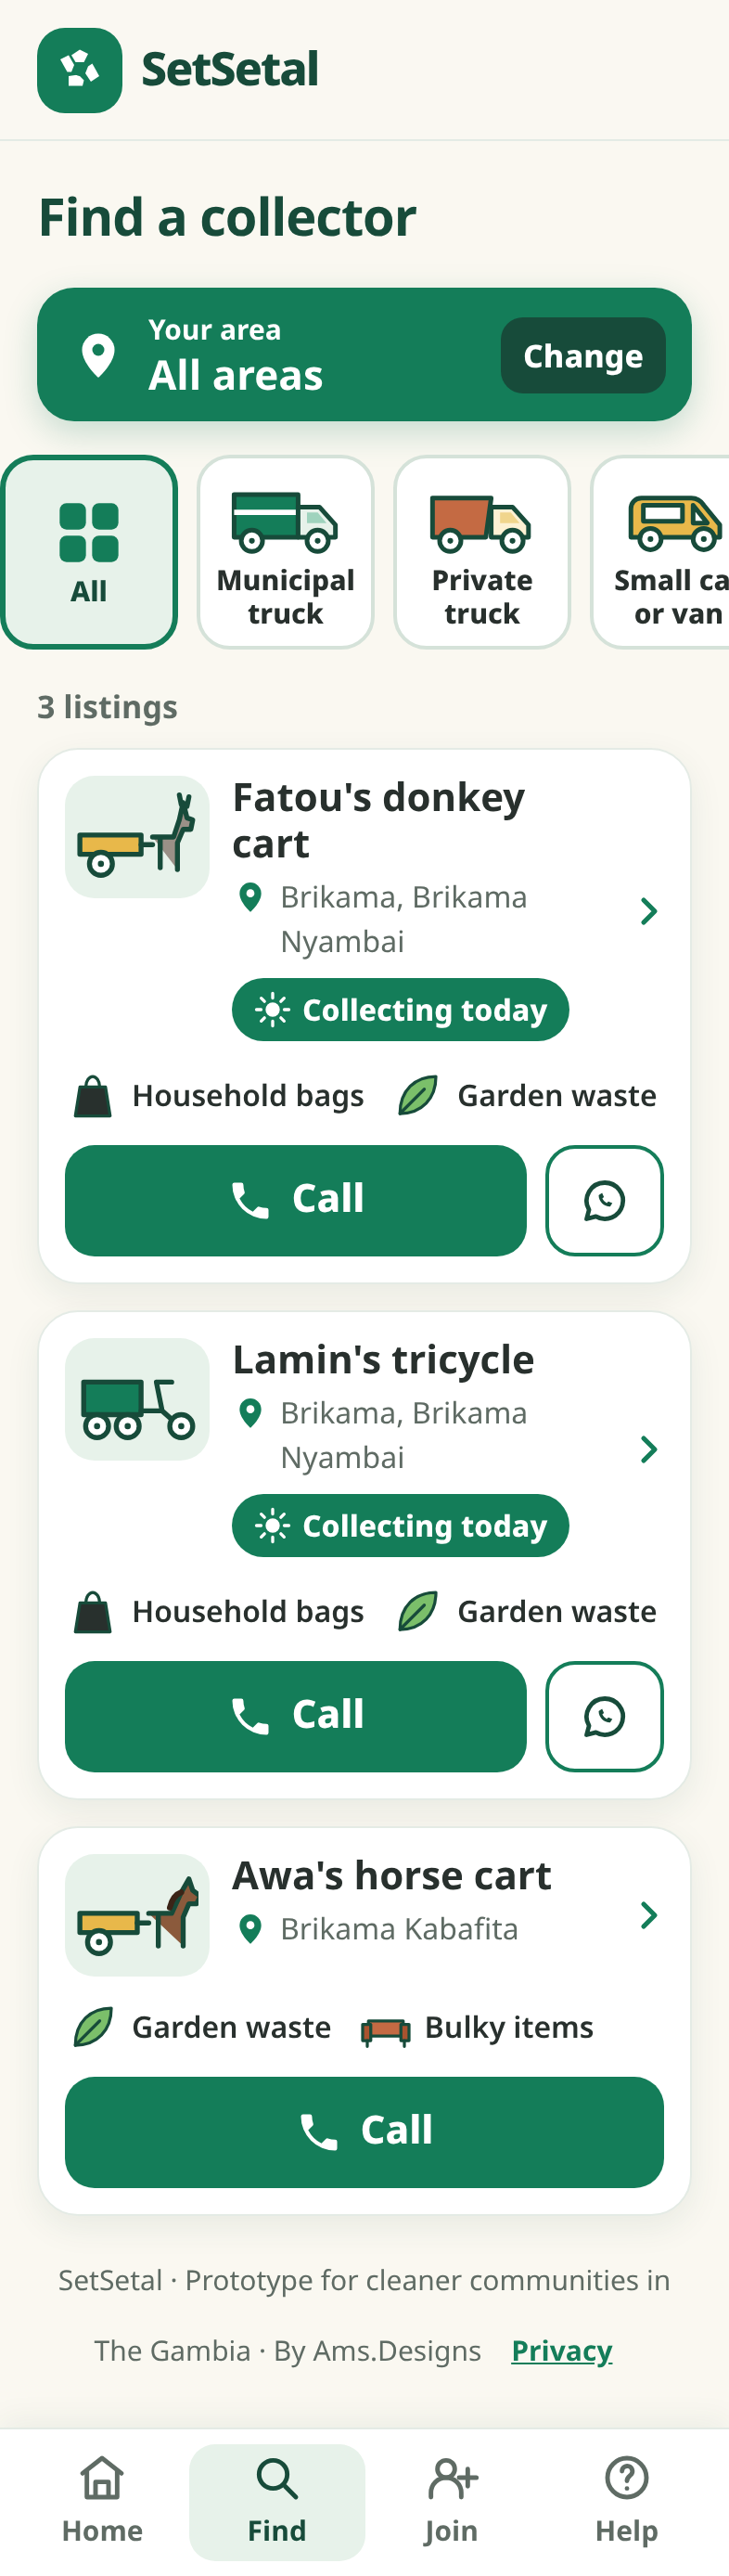 SetSetal
Find a collector
Your area
All areas
Change
All
Municipal
truck
Private
truck
Small ca
or van
3 listings
Fatou's donkey
cart
Brikama, Brikama
Nyambai
Collecting today
Household bags
Garden waste
Call
Lamin's tricycle
Brikama, Brikama
Nyambai
Collecting today
Household bags
Garden waste
Call
Awa's horse cart
Brikama Kabafita
Garden waste
Bulky items
Call
SetSetal · Prototype for cleaner communities in
The Gambia · By Ams.Designs Privacy
Home
Find
Join
Help